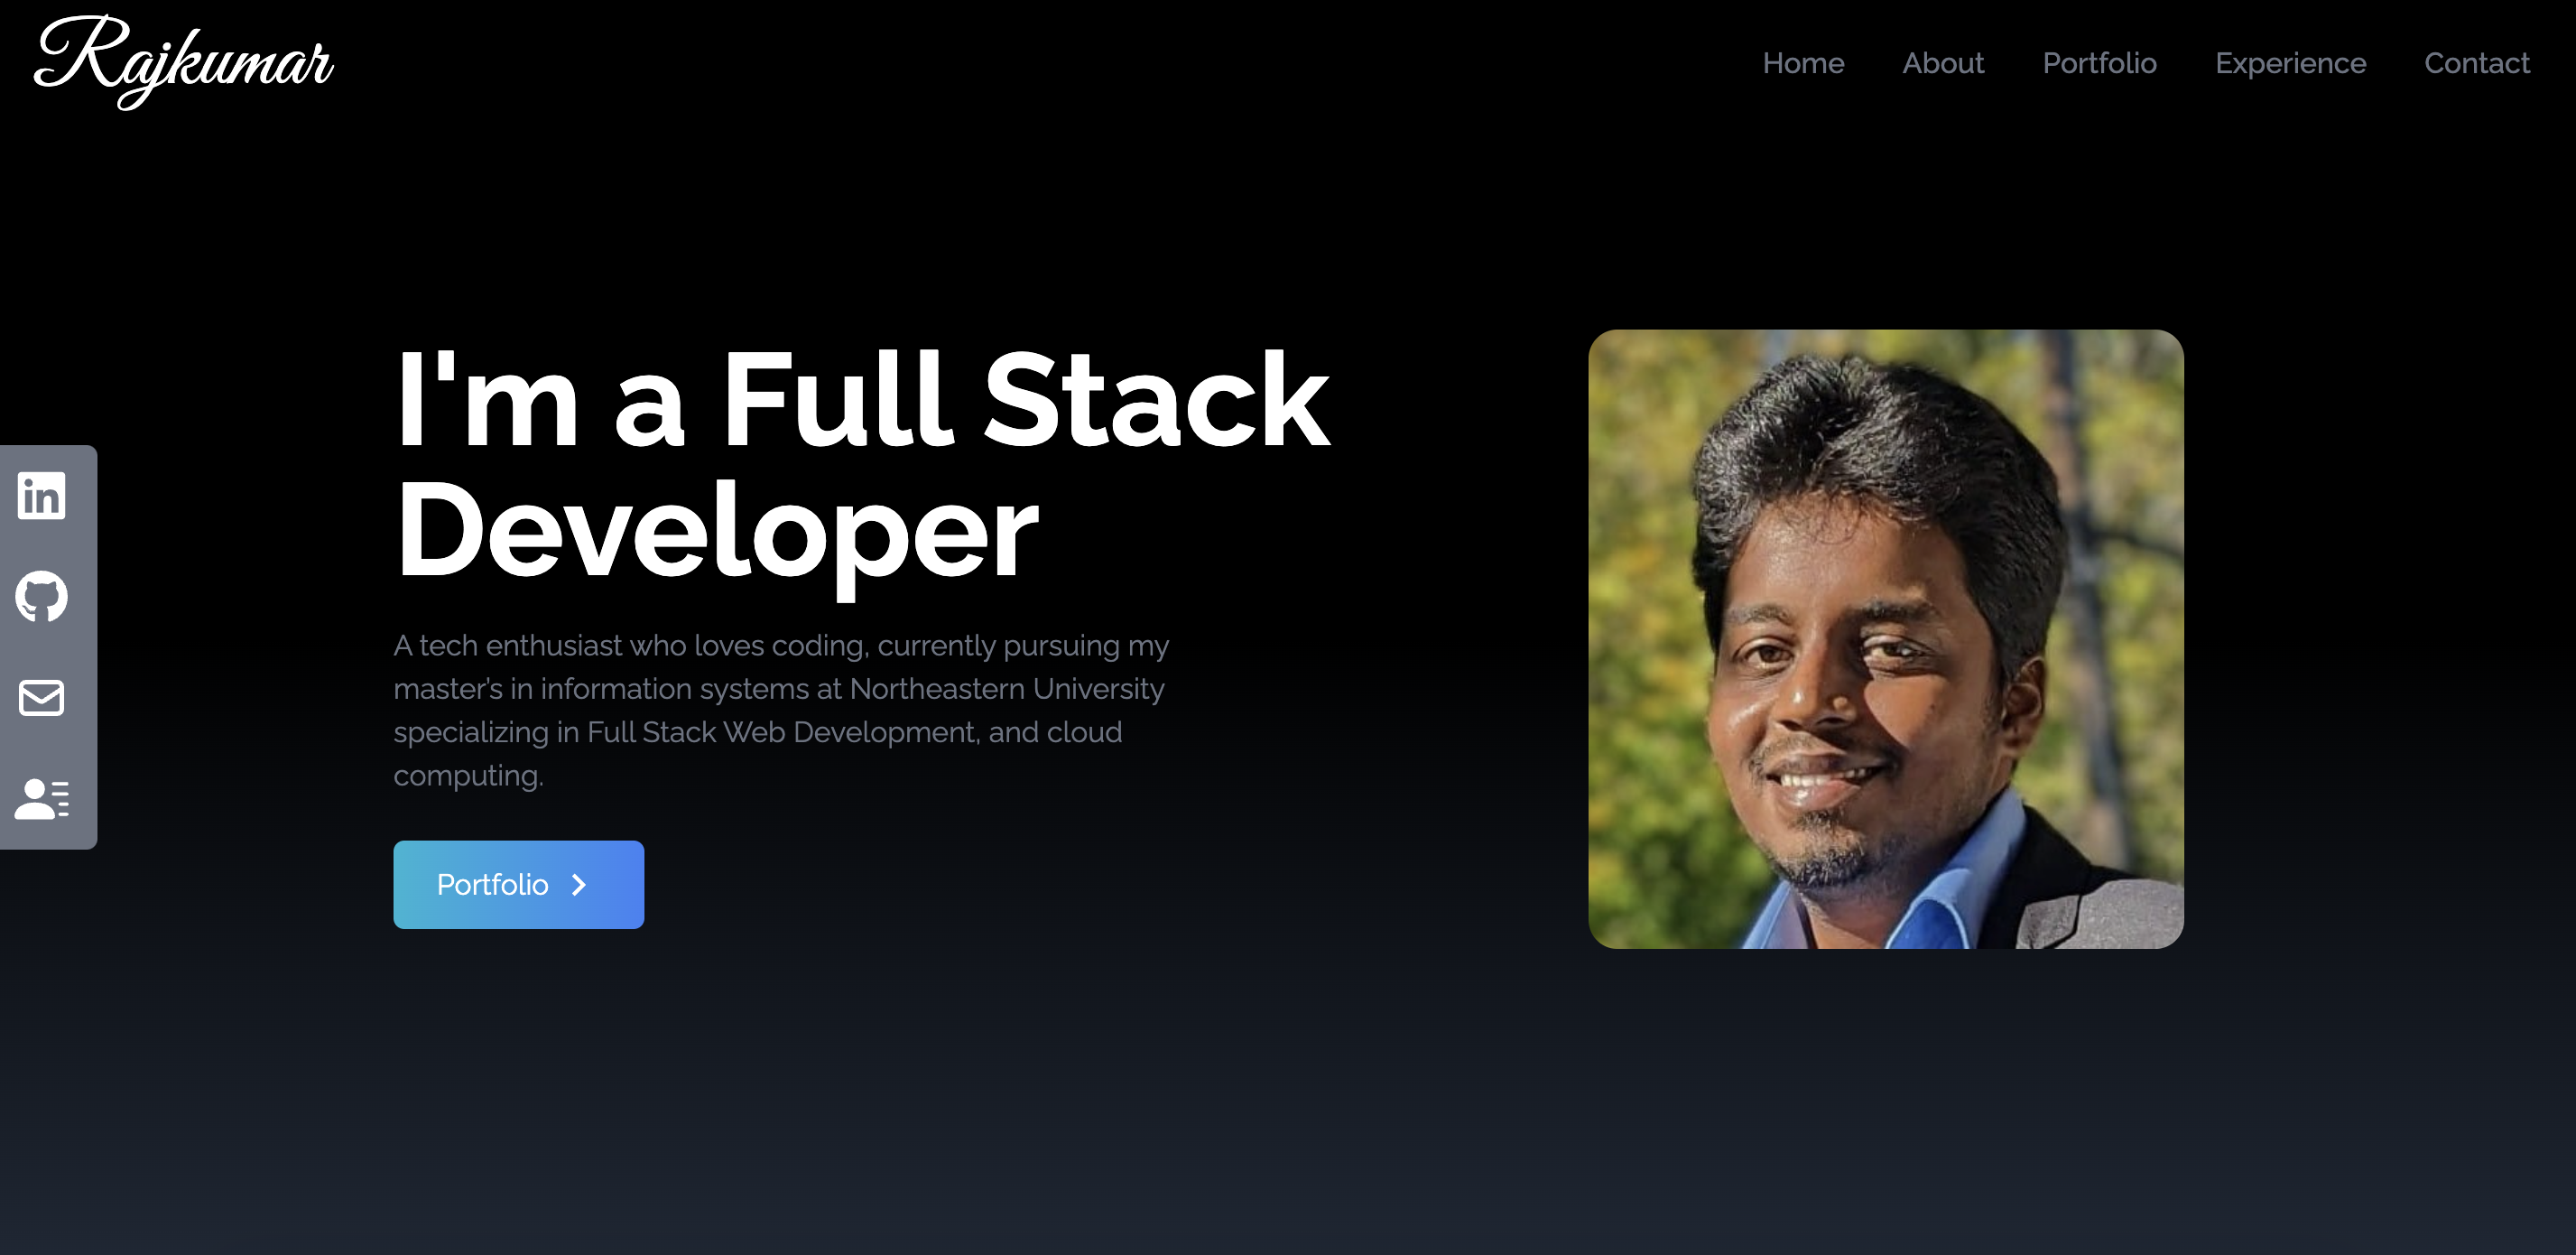 Rajkumar
Home About Portfolio Experience Contact
I'm a Full Stack
Developer
A tech enthusiast who loves coding, currently pursuing my
master’s in information systems at Northeastern University
specializing in Full Stack Web Development, and cloud
computing.
Portfolio
in